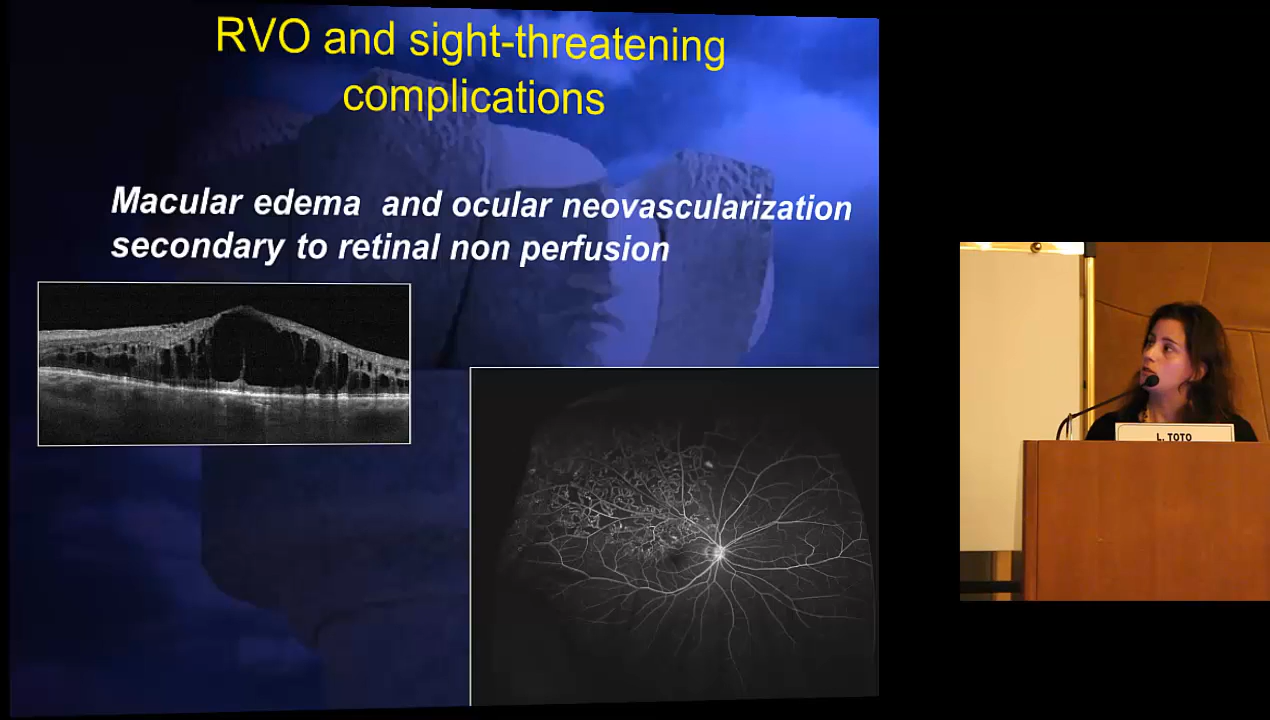 RVO and sight-threatening
complications
Macular edema and ocular neovascularization
secondary to retinal non perfusion
L. TOTO